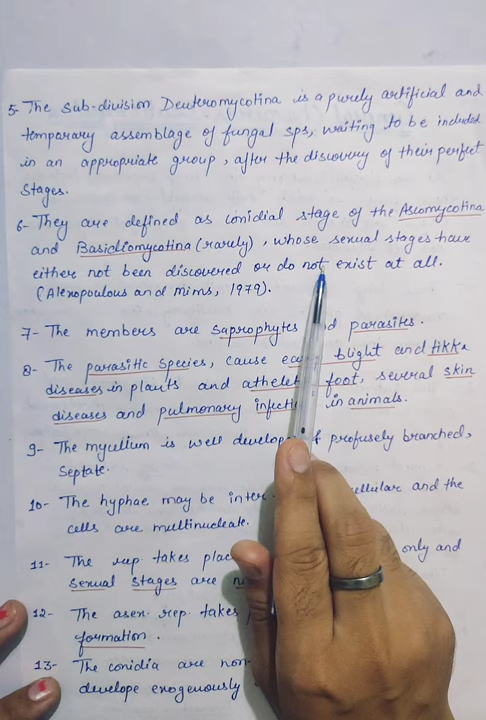 5- The sub-division Deuteromycotina is a purely artificial and
temporary assemblage of fungal sps, waiting to be included
in an appropriate group, after the discovery of their perfect
stages.
6- They are defined as conidial stage of the Ascomycotina
and Basidiomycotina (rarely), whose sexual stages have
either not been discovered or do not exist at all.
(Alexopoulous and mims, 1979).
7- The members are saprophytes and parasites.
8- The parasitic species, cause blight and tikka
diseases in plants and athelet foot, several skin
diseases and pulmonary in animals.
9- The mycelium is well profusely branched,
septate.
10- The hyphae may be inter and the
cells are multinucleate.
11- The rep. takes only and
sexual stages are
12- The asex. rep. takes
formation.
13- The conidia are non-
develope exogenously